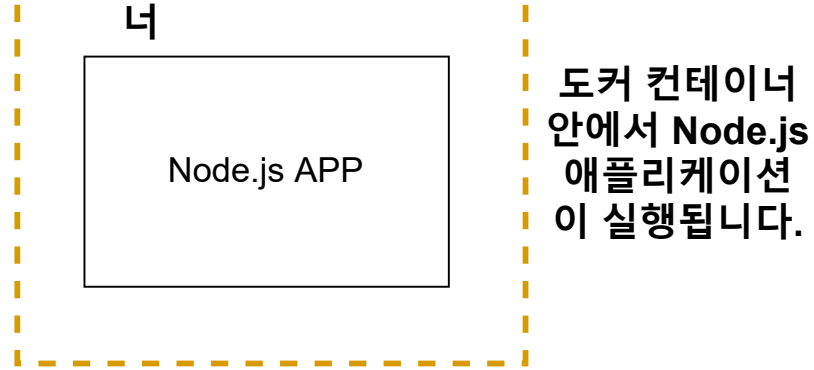 너
Node.js APP
도커 컨테이너
안에서 Node.js
애플리케이션
이 실행됩니다.